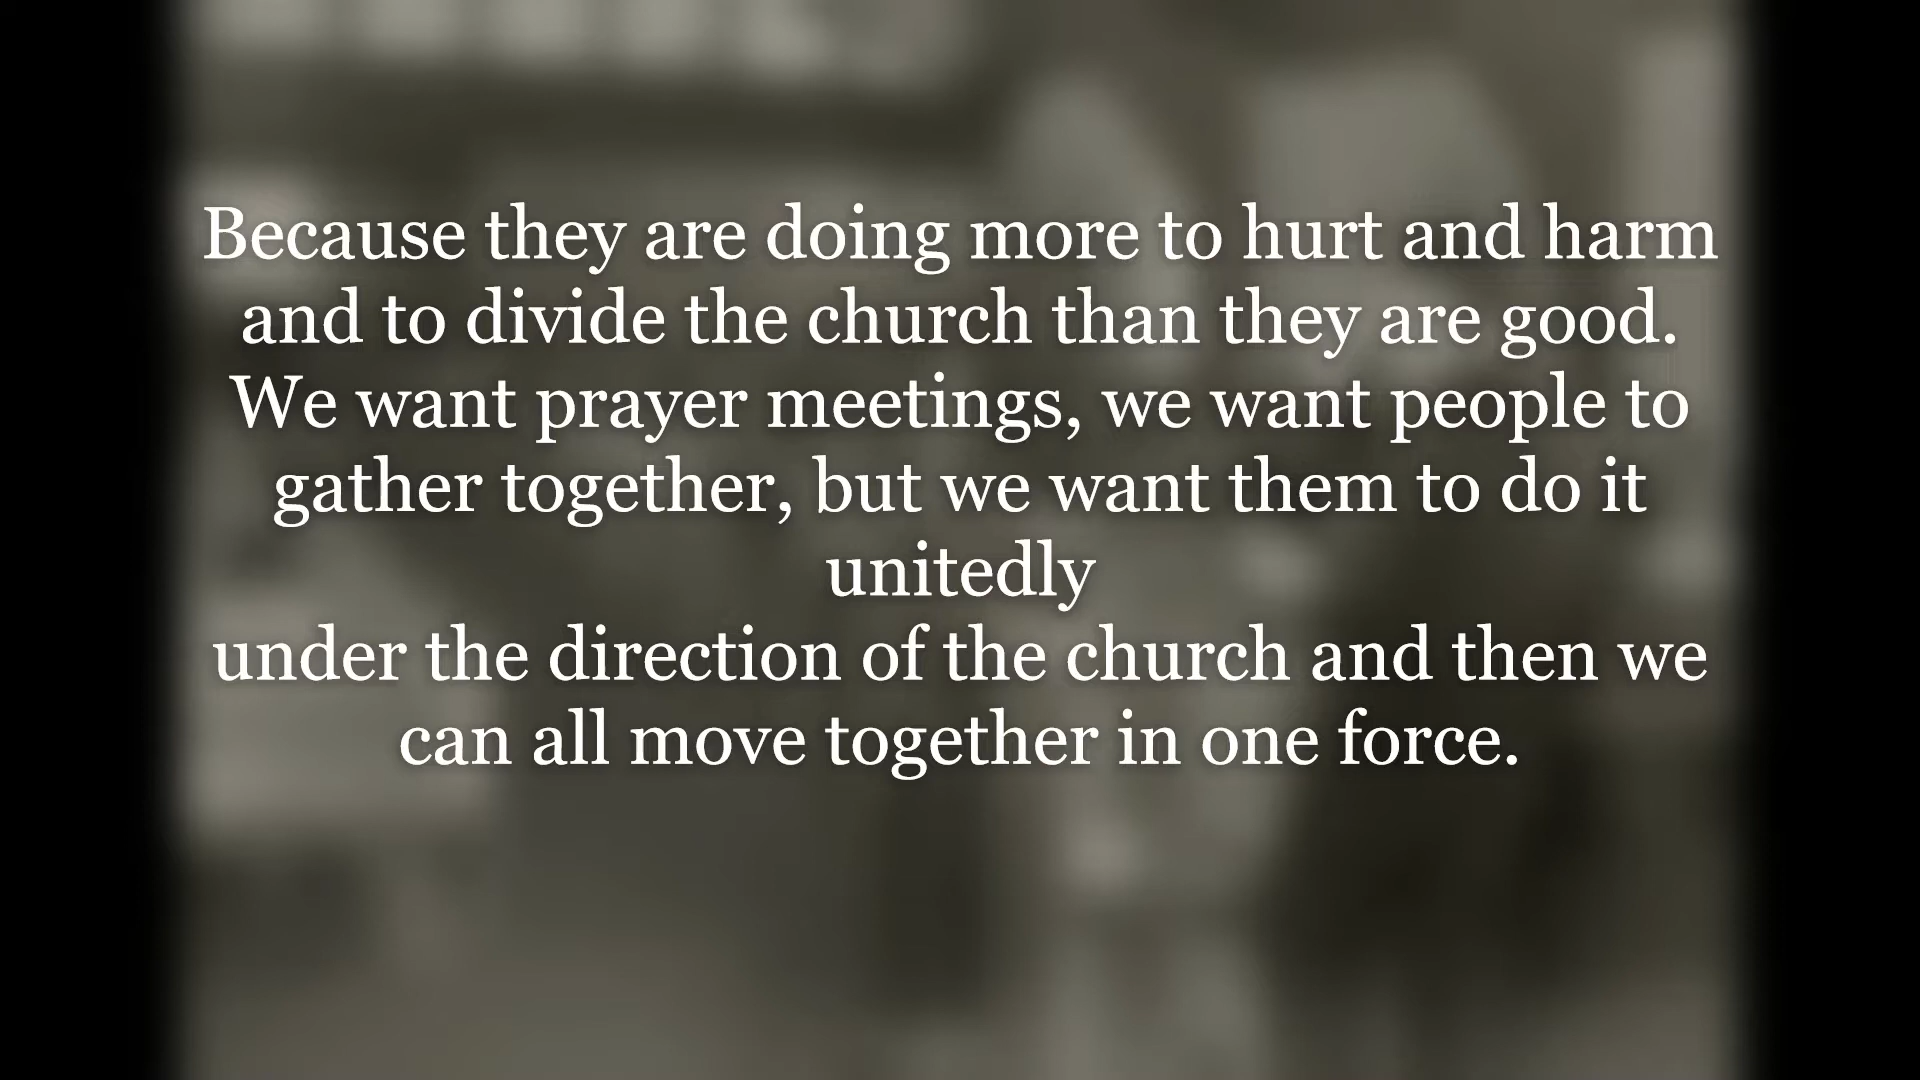 Because they are doing more to hurt and harm
and to divide the church than they are good.
We want prayer meetings, we want people to
gather together, but we want them to do it
unitedly
under the direction of the church and then we
can all move together in one force.